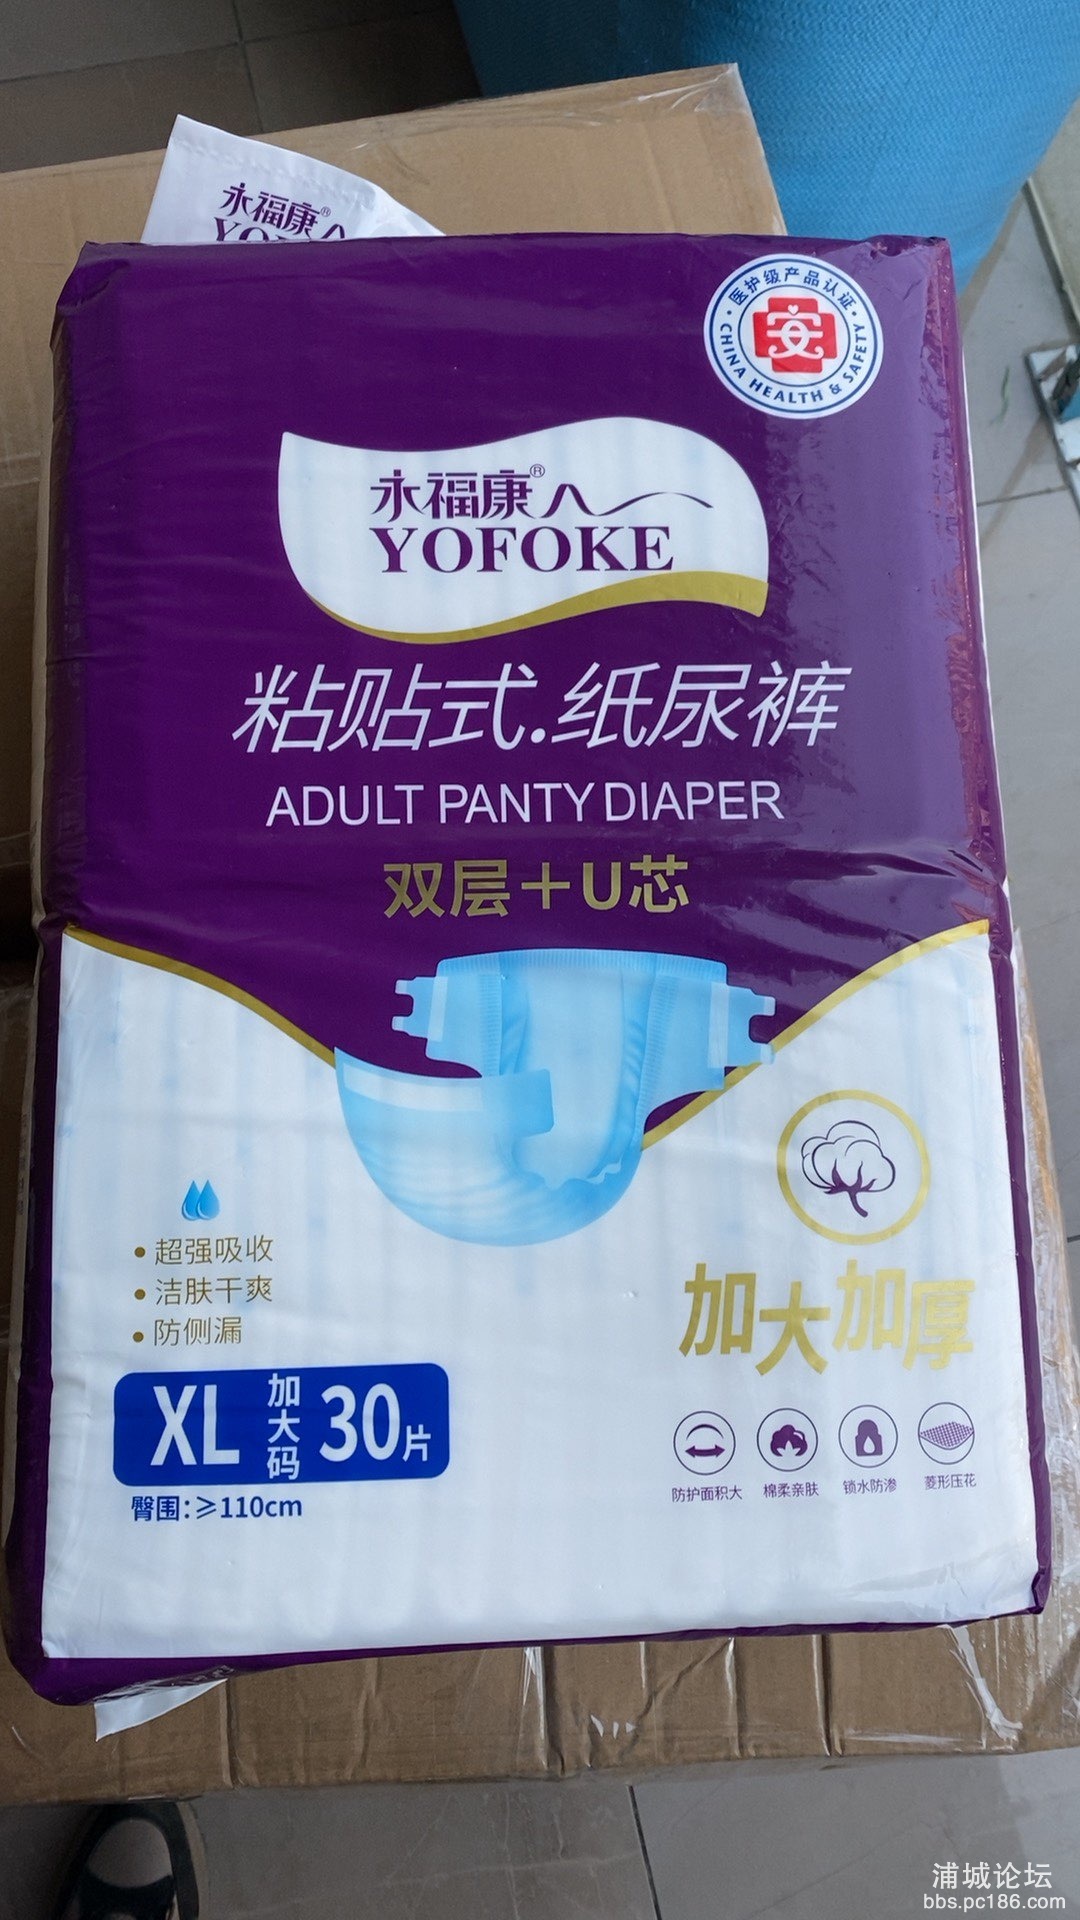 永福康®
医护级产品认证
安
CHINA HEALTH & SAFETY
永福康®
YOFOKE
粘贴式.纸尿裤
ADULT PANTY DIAPER
双层+U芯
• 超强吸收
• 洁肤干爽
• 防侧漏
加大加厚
XL 加大码 30片
臀围:≥110cm
防护面积大 棉柔亲肤 锁水防渗 菱形压花
浦城论坛
bbs.pc186.com